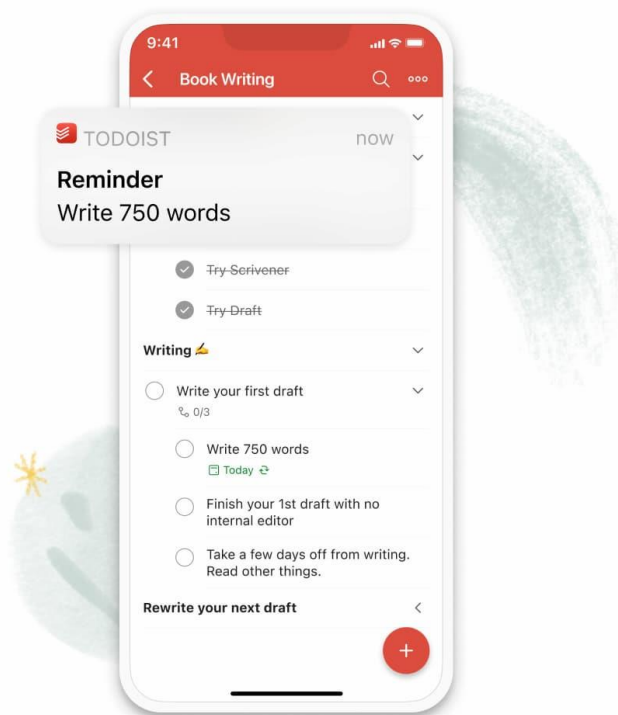 9:41
Book Writing
TODOIST now
Reminder
Write 750 words
Try Scrivener
Try Draft
Writing ✍️
Write your first draft
0/3
Write 750 words
Today
Finish your 1st draft with no
internal editor
Take a few days off from writing.
Read other things.
Rewrite your next draft